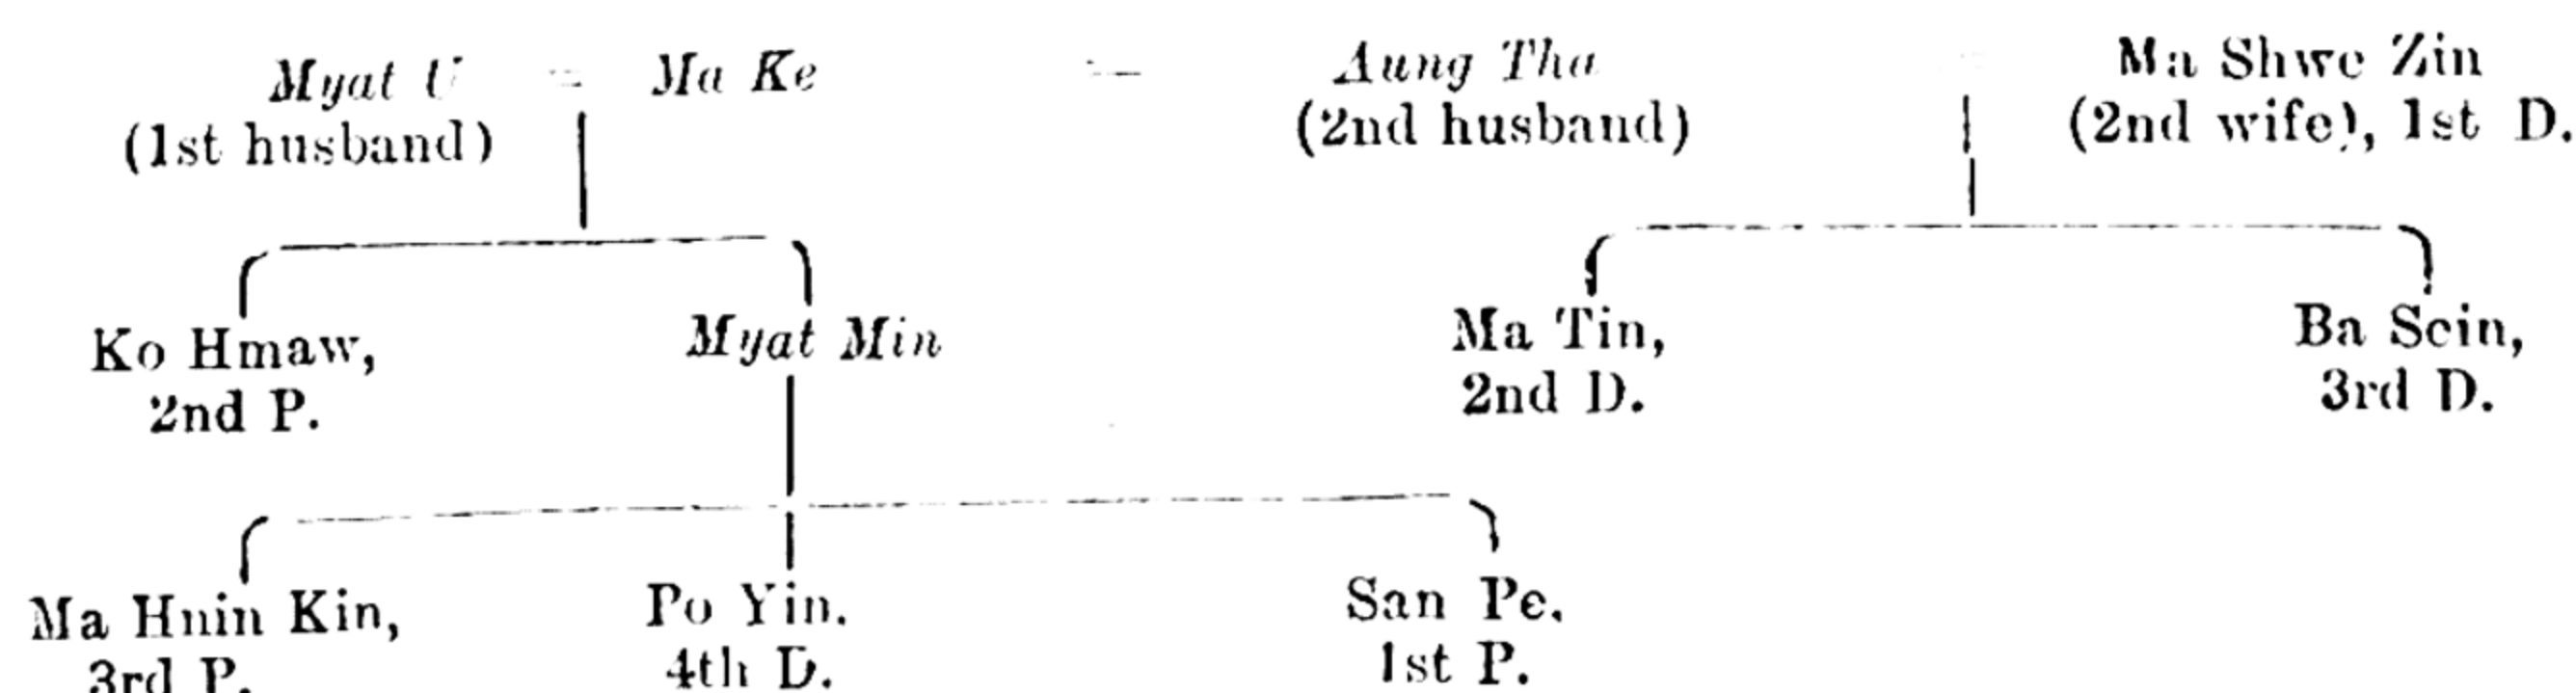 Myat U = Ma Ke = Aung Tha Ma Shwe Zin
(1st husband) (2nd husband) (2nd wife), 1st D.
Ko Hmaw, Myat Min Ma Tin, Ba Sein,
2nd P. 2nd D. 3rd D.
Ma Hnin Kin, Po Yin. San Pe,
3rd P. 4th D. 1st P.